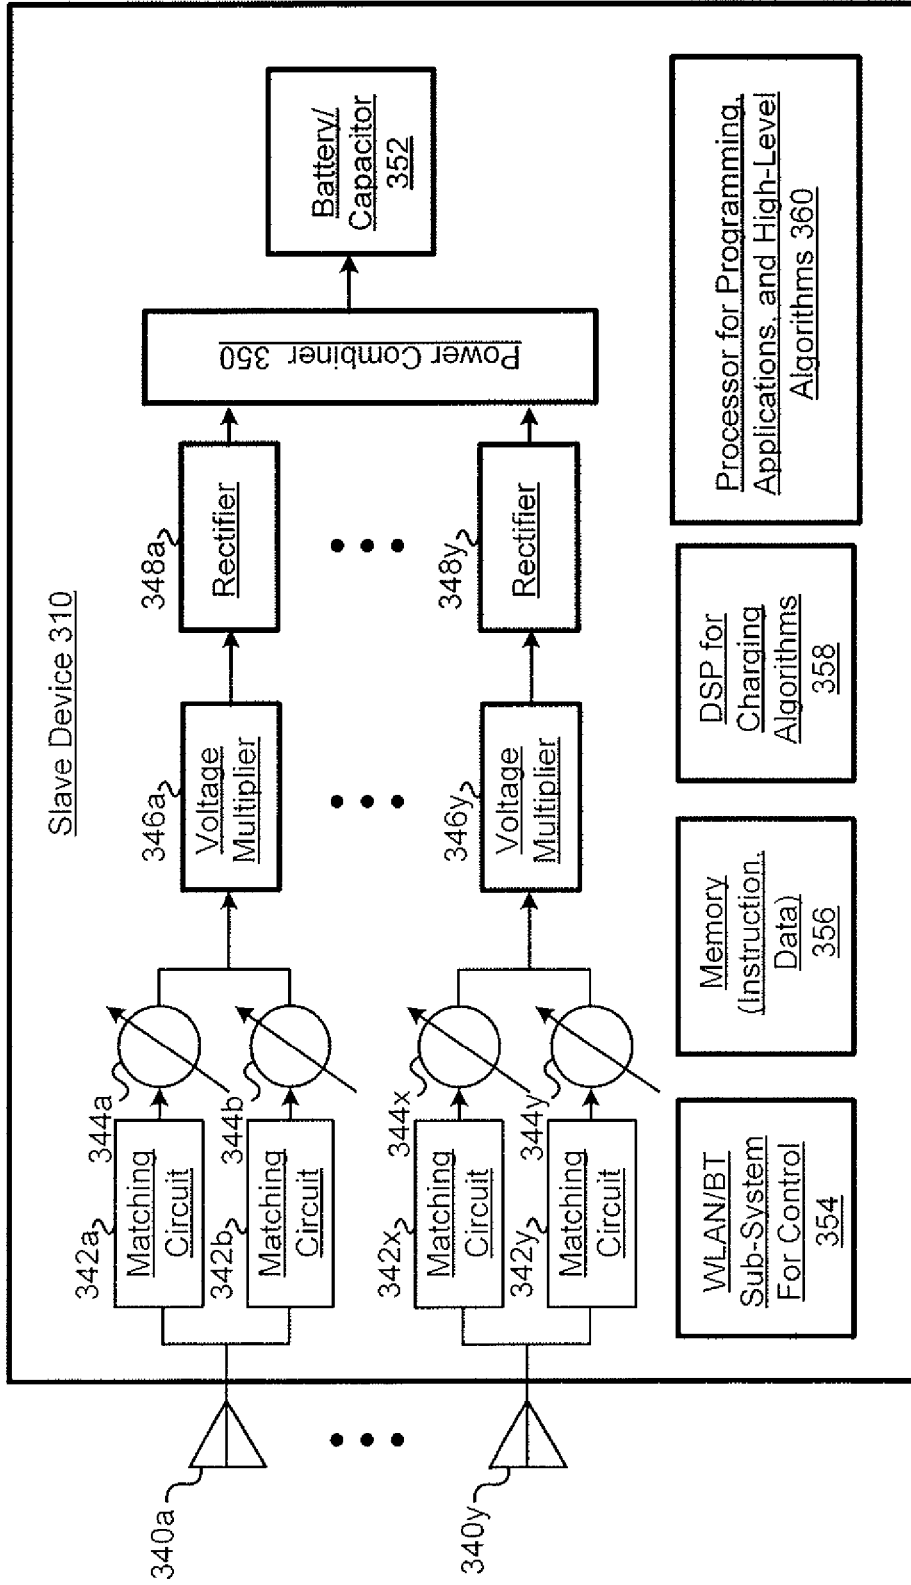 Slave Device 310
340a
340y
342a
Matching
Circuit
342b
Matching
Circuit
342x
Matching
Circuit
342y
Matching
Circuit
344a
344b
344x
344y
346a
Voltage
Multiplier
346y
Voltage
Multiplier
348a
Rectifier
348y
Rectifier
Power Combiner 350
Battery/
Capacitor
352
WLAN/BT
Sub-System
For Control
354
Memory
(Instruction,
Data)
356
DSP for
Charging
Algorithms
358
Processor for Programming,
Applications, and High-Level
Algorithms 360